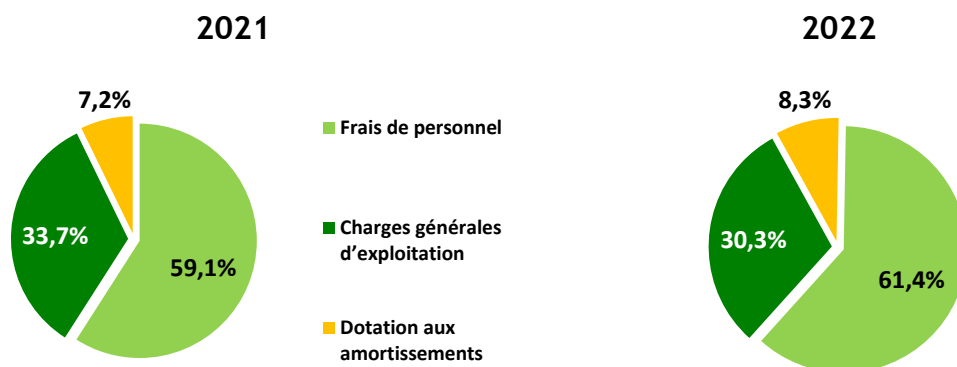 2021
2022
7,2%
33,7%
59,1%
Frais de personnel
Charges générales
d’exploitation
Dotation aux
amortissements
8,3%
30,3%
61,4%